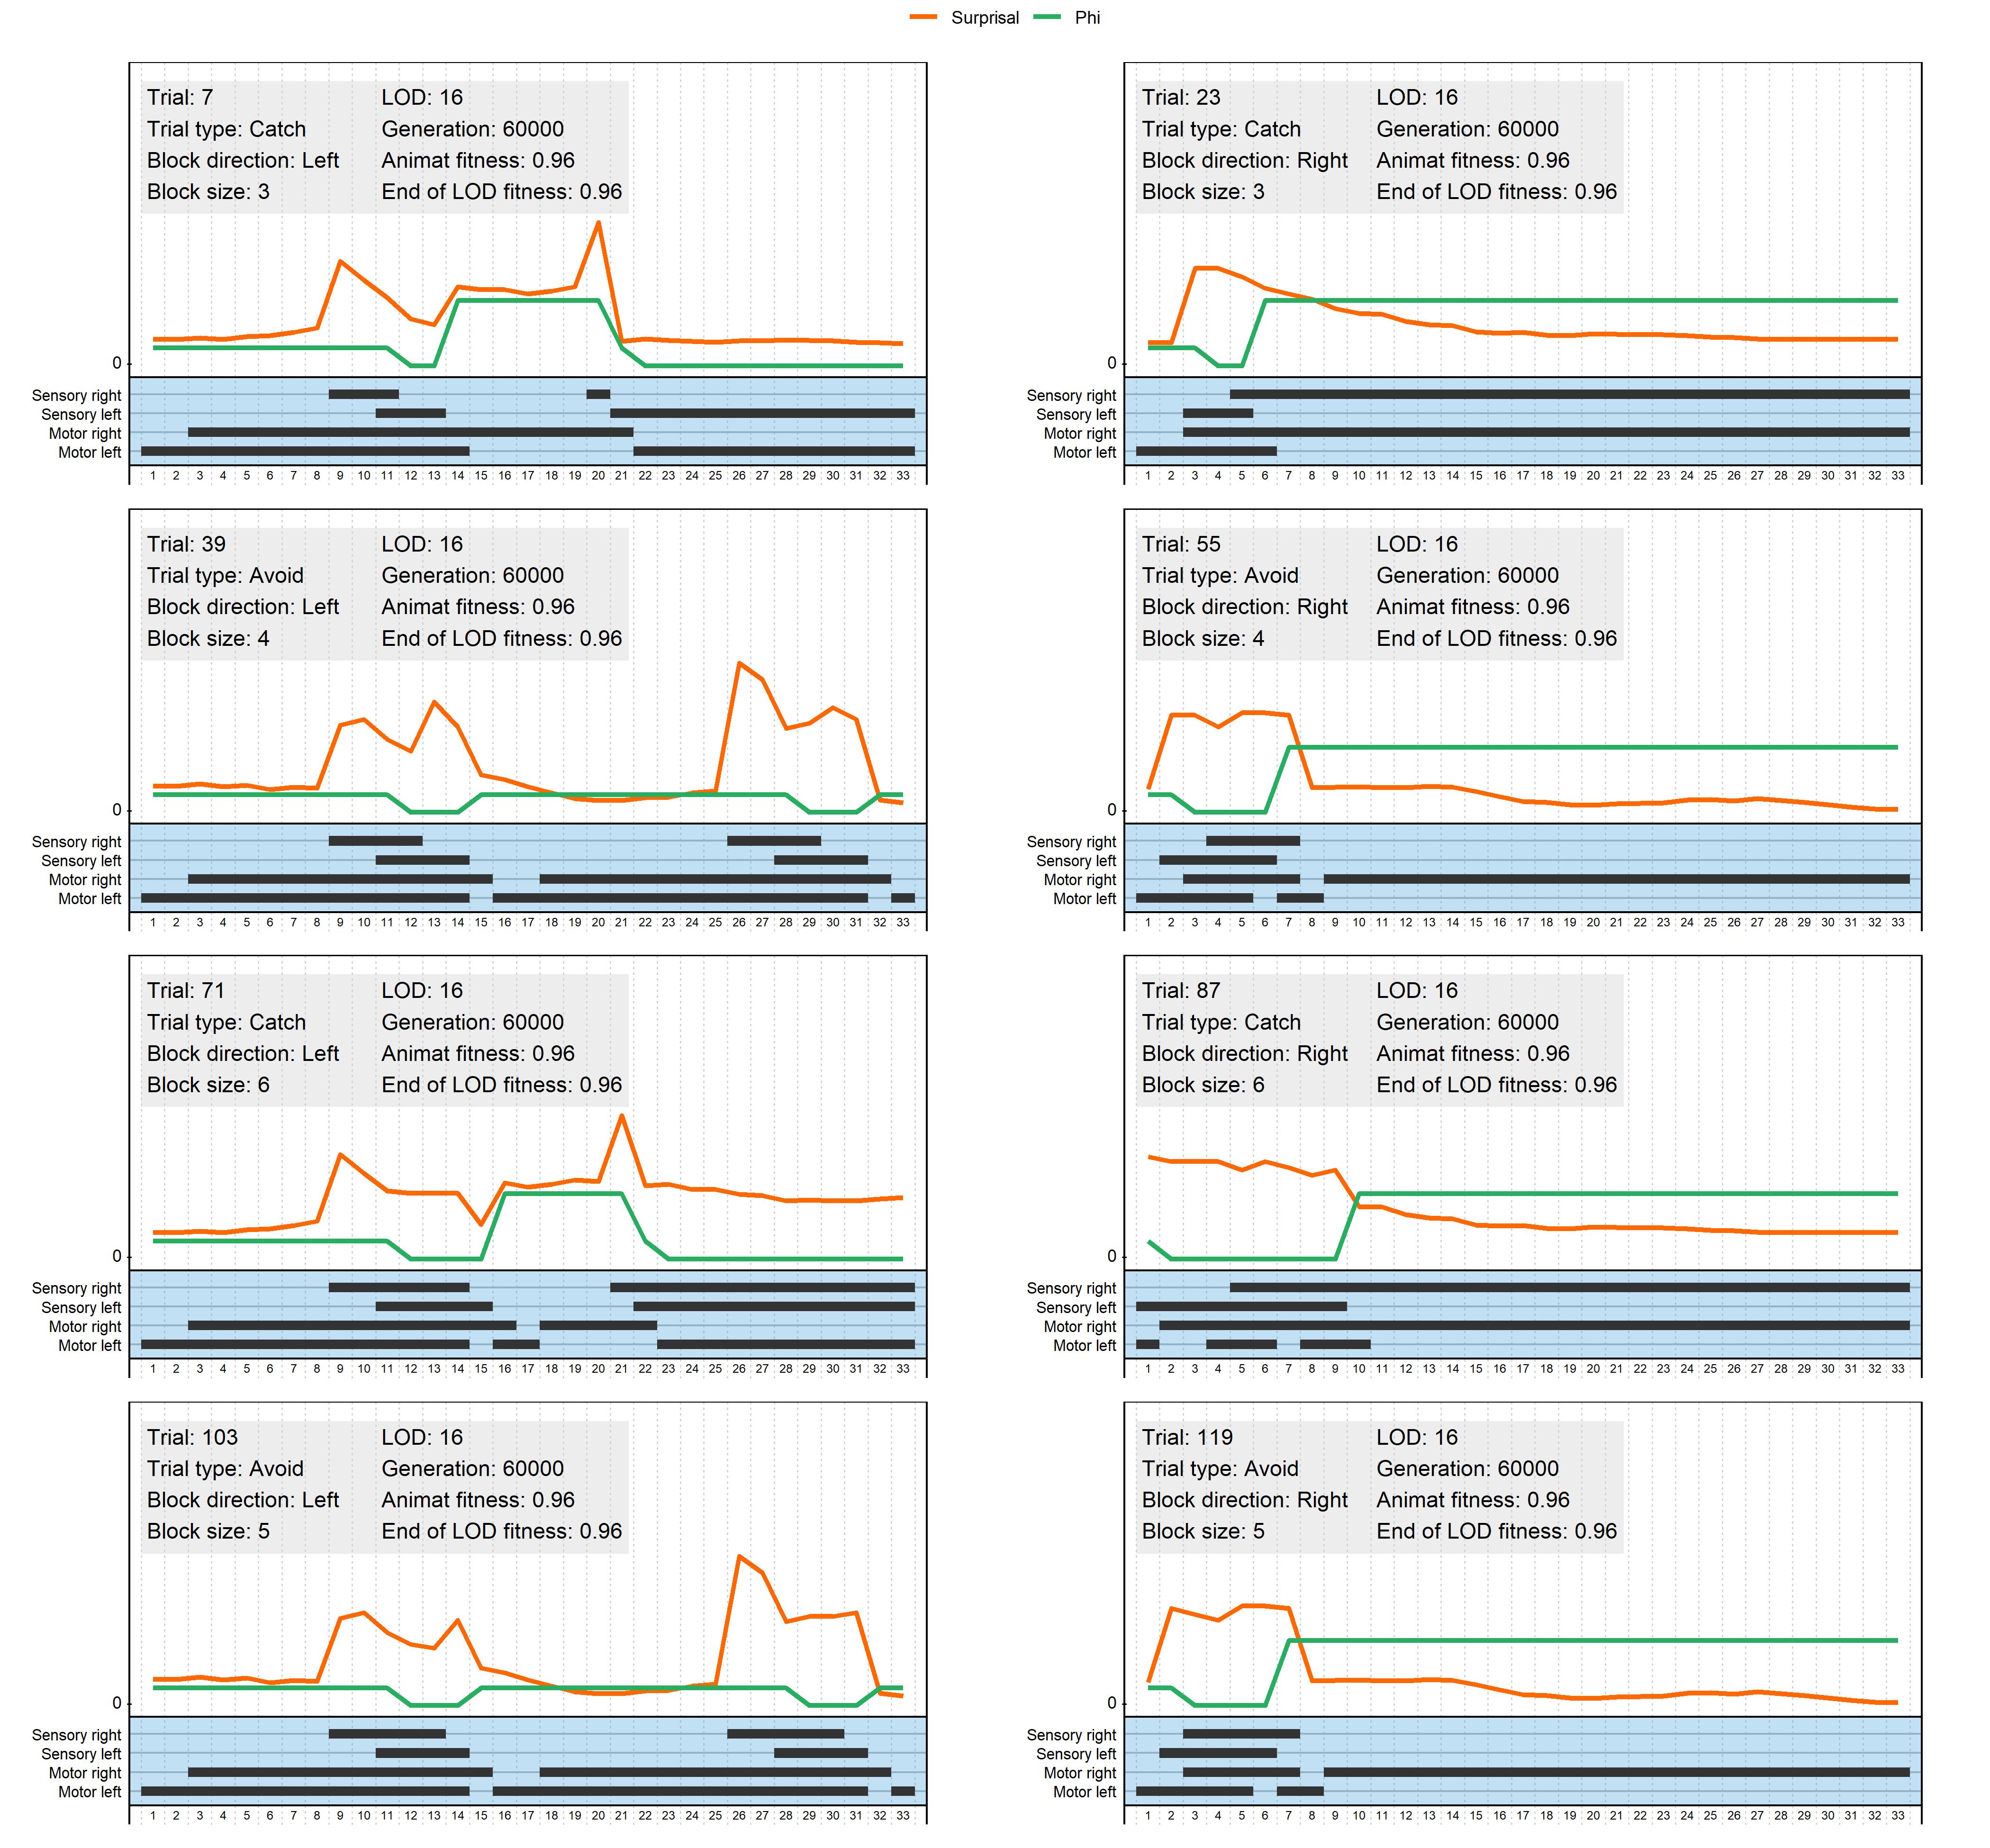 Surprisal Phi
Trial: 7 LOD: 16
Trial type: Catch Generation: 60000
Block direction: Left Animat fitness: 0.96
Block size: 3 End of LOD fitness: 0.96
0
Sensory right
Sensory left
Motor right
Motor left
1 2 3 4 5 6 7 8 9 10 11 12 13 14 15 16 17 18 19 20 21 22 23 24 25 26 27 28 29 30 31 32 33
Trial: 23 LOD: 16
Trial type: Catch Generation: 60000
Block direction: Right Animat fitness: 0.96
Block size: 3 End of LOD fitness: 0.96
0
Sensory right
Sensory left
Motor right
Motor left
1 2 3 4 5 6 7 8 9 10 11 12 13 14 15 16 17 18 19 20 21 22 23 24 25 26 27 28 29 30 31 32 33
Trial: 39 LOD: 16
Trial type: Avoid Generation: 60000
Block direction: Left Animat fitness: 0.96
Block size: 4 End of LOD fitness: 0.96
0
Sensory right
Sensory left
Motor right
Motor left
1 2 3 4 5 6 7 8 9 10 11 12 13 14 15 16 17 18 19 20 21 22 23 24 25 26 27 28 29 30 31 32 33
Trial: 55 LOD: 16
Trial type: Avoid Generation: 60000
Block direction: Right Animat fitness: 0.96
Block size: 4 End of LOD fitness: 0.96
0
Sensory right
Sensory left
Motor right
Motor left
1 2 3 4 5 6 7 8 9 10 11 12 13 14 15 16 17 18 19 20 21 22 23 24 25 26 27 28 29 30 31 32 33
Trial: 71 LOD: 16
Trial type: Catch Generation: 60000
Block direction: Left Animat fitness: 0.96
Block size: 6 End of LOD fitness: 0.96
0
Sensory right
Sensory left
Motor right
Motor left
1 2 3 4 5 6 7 8 9 10 11 12 13 14 15 16 17 18 19 20 21 22 23 24 25 26 27 28 29 30 31 32 33
Trial: 87 LOD: 16
Trial type: Catch Generation: 60000
Block direction: Right Animat fitness: 0.96
Block size: 6 End of LOD fitness: 0.96
0
Sensory right
Sensory left
Motor right
Motor left
1 2 3 4 5 6 7 8 9 10 11 12 13 14 15 16 17 18 19 20 21 22 23 24 25 26 27 28 29 30 31 32 33
Trial: 103 LOD: 16
Trial type: Avoid Generation: 60000
Block direction: Left Animat fitness: 0.96
Block size: 5 End of LOD fitness: 0.96
0
Sensory right
Sensory left
Motor right
Motor left
1 2 3 4 5 6 7 8 9 10 11 12 13 14 15 16 17 18 19 20 21 22 23 24 25 26 27 28 29 30 31 32 33
Trial: 119 LOD: 16
Trial type: Avoid Generation: 60000
Block direction: Right Animat fitness: 0.96
Block size: 5 End of LOD fitness: 0.96
0
Sensory right
Sensory left
Motor right
Motor left
1 2 3 4 5 6 7 8 9 10 11 12 13 14 15 16 17 18 19 20 21 22 23 24 25 26 27 28 29 30 31 32 33